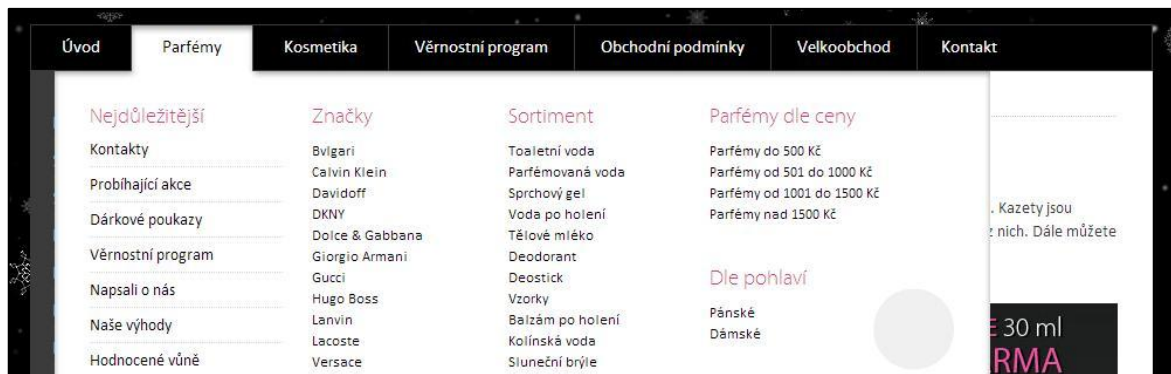 Úvod
Parfémy
Kosmetika
Věrnostní program
Obchodní podmínky
Velkoobchod
Kontakt
Nejdůležitější
Kontakty
Probíhající akce
Dárkové poukazy
Věrnostní program
Napsali o nás
Naše výhody
Hodnocené vůně
Značky
Bvlgari
Calvin Klein
Davidoff
DKNY
Dolce & Gabbana
Giorgio Armani
Gucci
Hugo Boss
Lanvin
Lacoste
Versace
Sortiment
Toaletní voda
Parfémovaná voda
Sprchový gel
Voda po holení
Tělové mléko
Deodorant
Deostick
Vzorky
Balzám po holení
Kolínská voda
Sluneční brýle
Parfémy dle ceny
Parfémy do 500 Kč
Parfémy od 501 do 1000 Kč
Parfémy od 1001 do 1500 Kč
Parfémy nad 1500 Kč
Dle pohlaví
Pánské
Dámské
. Kazety jsou
z nich. Dále můžete
E 30 ml
RMA